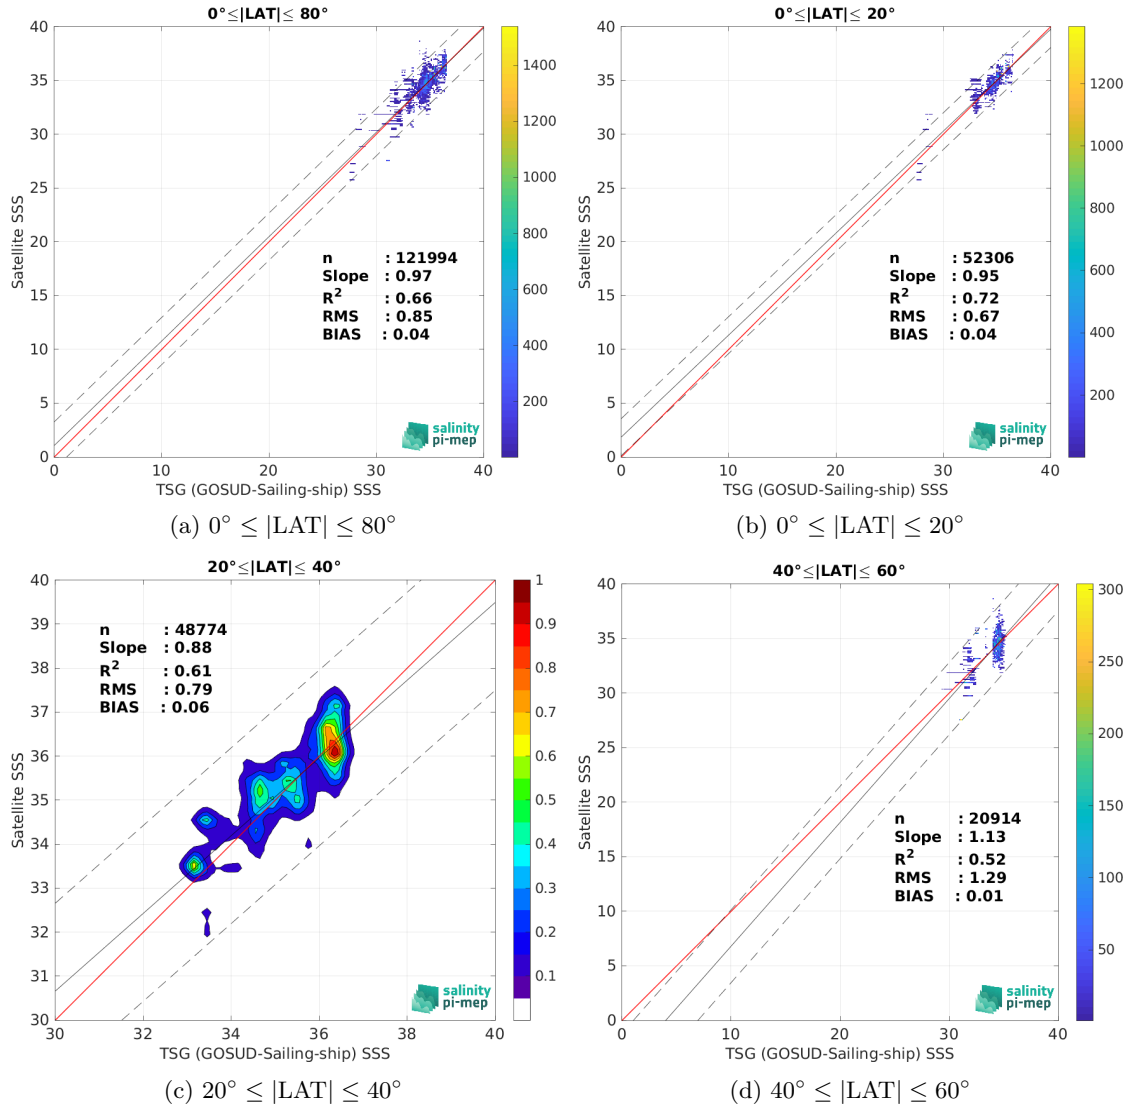 0°≤|LAT|≤ 80°
40
35
30
25
20
15
10
5
0
Satellite SSS
n : 121994
Slope : 0.97
R² : 0.66
RMS : 0.85
BIAS : 0.04
salinity
pi-mep
0 10 20 30 40
TSG (GOSUD-Sailing-ship) SSS
1400
1200
1000
800
600
400
200
(a) 0° ≤ |LAT| ≤ 80°
0°≤|LAT|≤ 20°
40
35
30
25
20
15
10
5
0
Satellite SSS
n : 52306
Slope : 0.95
R² : 0.72
RMS : 0.67
BIAS : 0.04
salinity
pi-mep
0 10 20 30 40
TSG (GOSUD-Sailing-ship) SSS
1200
1000
800
600
400
200
(b) 0° ≤ |LAT| ≤ 20°
20°≤|LAT|≤ 40°
40
39
38
37
36
35
34
33
32
31
30
Satellite SSS
n : 48774
Slope : 0.88
R² : 0.61
RMS : 0.79
BIAS : 0.06
salinity
pi-mep
30 32 34 36 38 40
TSG (GOSUD-Sailing-ship) SSS
1
0.9
0.8
0.7
0.6
0.5
0.4
0.3
0.2
0.1
(c) 20° ≤ |LAT| ≤ 40°
40°≤|LAT|≤ 60°
40
35
30
25
20
15
10
5
0
Satellite SSS
n : 20914
Slope : 1.13
R² : 0.52
RMS : 1.29
BIAS : 0.01
salinity
pi-mep
0 10 20 30 40
TSG (GOSUD-Sailing-ship) SSS
300
250
200
150
100
50
(d) 40° ≤ |LAT| ≤ 60°